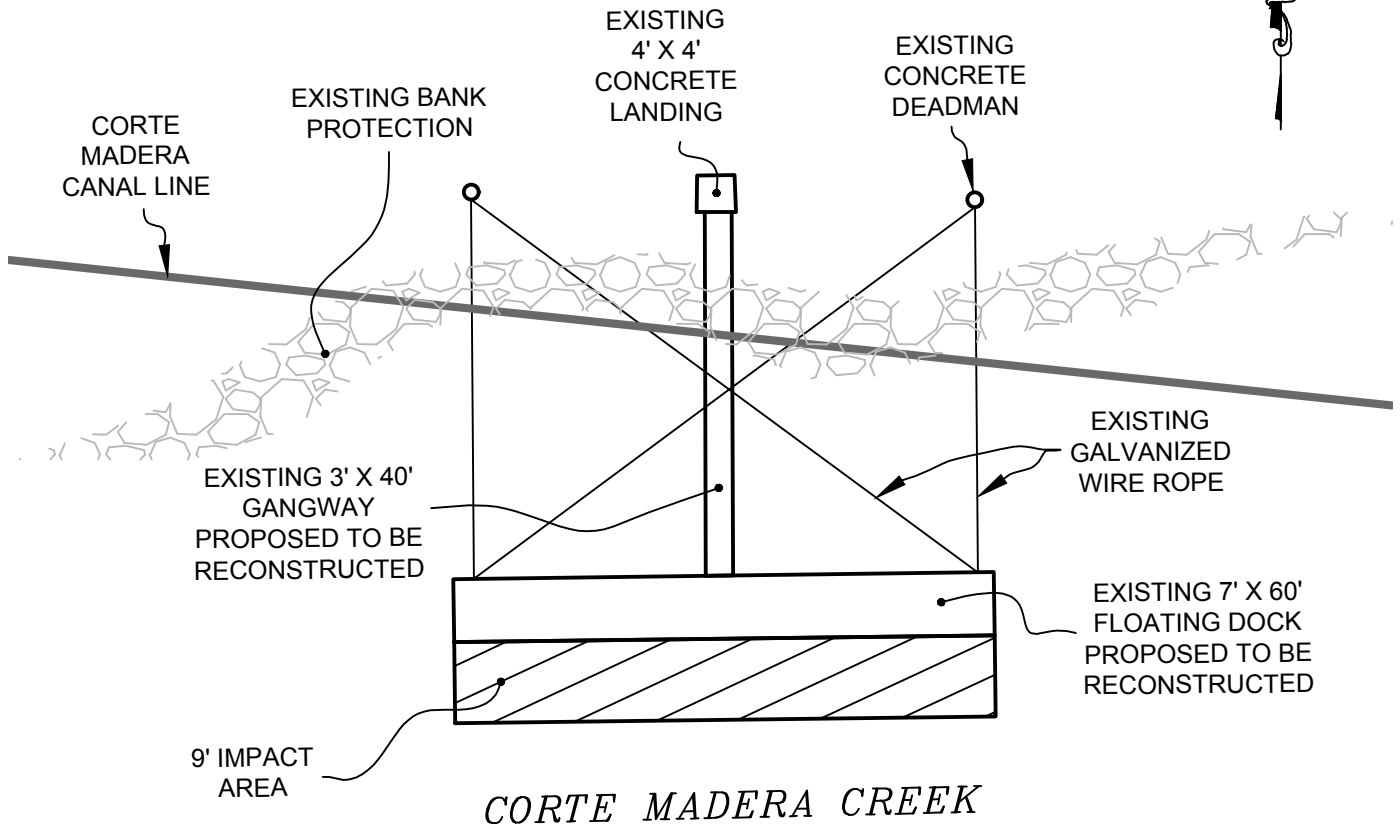 EXISTING
4' X 4'
CONCRETE
LANDING
EXISTING
CONCRETE
DEADMAN
EXISTING BANK
PROTECTION
CORTE
MADERA
CANAL LINE
EXISTING
GALVANIZED
WIRE ROPE
EXISTING 3' X 40'
GANGWAY
PROPOSED TO BE
RECONSTRUCTED
EXISTING 7' X 60'
FLOATING DOCK
PROPOSED TO BE
RECONSTRUCTED
9' IMPACT
AREA
CORTE MADERA CREEK